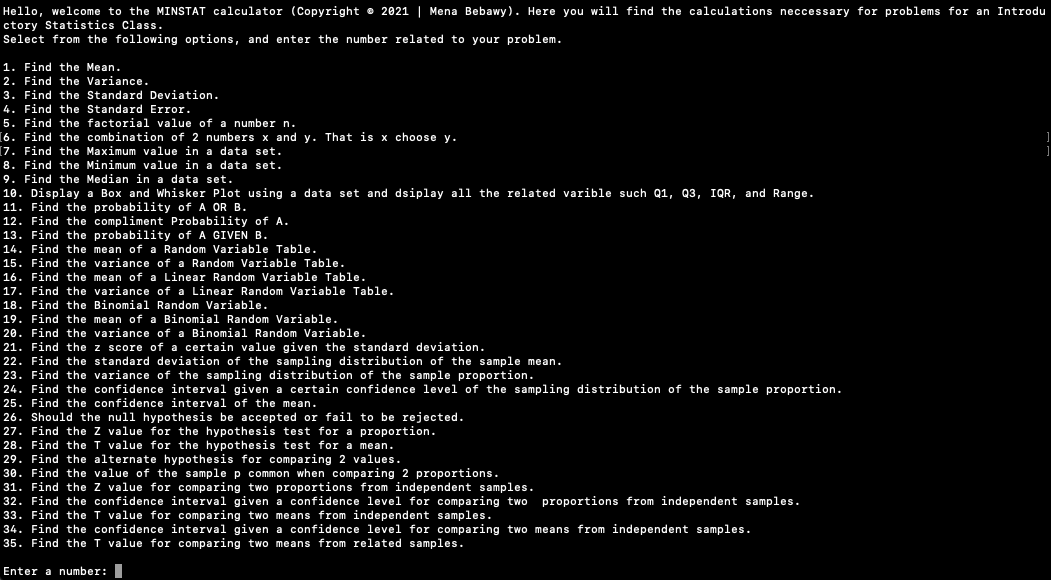 Hello, welcome to the MINSTAT calculator (Copyright © 2021 | Mena Bebawy). Here you will find the calculations neccessary for problems for an Introdu
ctory Statistics Class.
Select from the following options, and enter the number related to your problem.
1. Find the Mean.
2. Find the Variance.
3. Find the Standard Deviation.
4. Find the Standard Error.
5. Find the factorial value of a number n.
[6. Find the combination of 2 numbers x and y. That is x choose y. ]
[7. Find the Maximum value in a data set. ]
8. Find the Minimum value in a data set.
9. Find the Median in a data set.
10. Display a Box and Whisker Plot using a data set and dsiplay all the related varible such Q1, Q3, IQR, and Range.
11. Find the probability of A OR B.
12. Find the compliment Probability of A.
13. Find the probability of A GIVEN B.
14. Find the mean of a Random Variable Table.
15. Find the variance of a Random Variable Table.
16. Find the mean of a Linear Random Variable Table.
17. Find the variance of a Linear Random Variable Table.
18. Find the Binomial Random Variable.
19. Find the mean of a Binomial Random Variable.
20. Find the variance of a Binomial Random Variable.
21. Find the z score of a certain value given the standard deviation.
22. Find the standard deviation of the sampling distribution of the sample mean.
23. Find the variance of the sampling distribution of the sample proportion.
24. Find the confidence interval given a certain confidence level of the sampling distribution of the sample proportion.
25. Find the confidence interval of the mean.
26. Should the null hypothesis be accepted or fail to be rejected.
27. Find the Z value for the hypothesis test for a proportion.
28. Find the T value for the hypothesis test for a mean.
29. Find the alternate hypothesis for comparing 2 values.
30. Find the value of the sample p common when comparing 2 proportions.
31. Find the Z value for comparing two proportions from independent samples.
32. Find the confidence interval given a confidence level for comparing two  proportions from independent samples.
33. Find the T value for comparing two means from independent samples.
34. Find the confidence interval given a confidence level for comparing two means from independent samples.
35. Find the T value for comparing two means from related samples.
Enter a number: